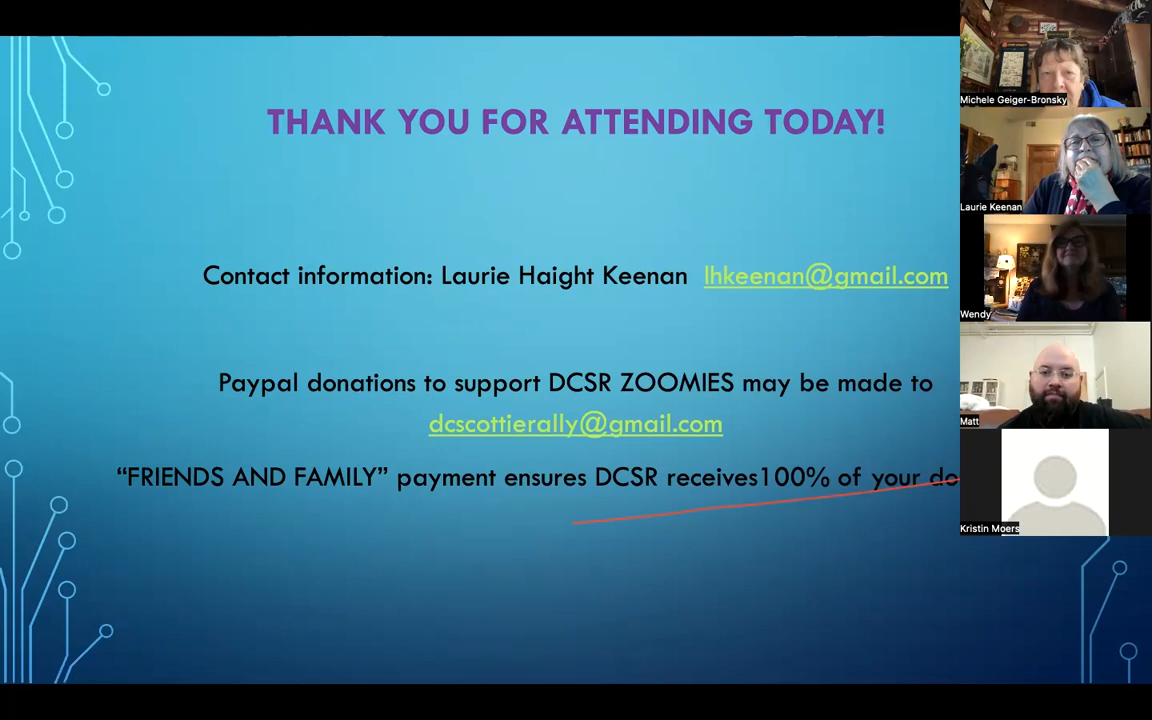 THANK YOU FOR ATTENDING TODAY!
Contact information: Laurie Haight Keenan lhkeenan@gmail.com
Paypal donations to support DCSR ZOOMIES may be made to
dcscottierally@gmail.com
“FRIENDS AND FAMILY” payment ensures DCSR receives100% of your do
Michele Geiger-Bronsky
Laurie Keenan
Wendy
Matt
Kristin Moers